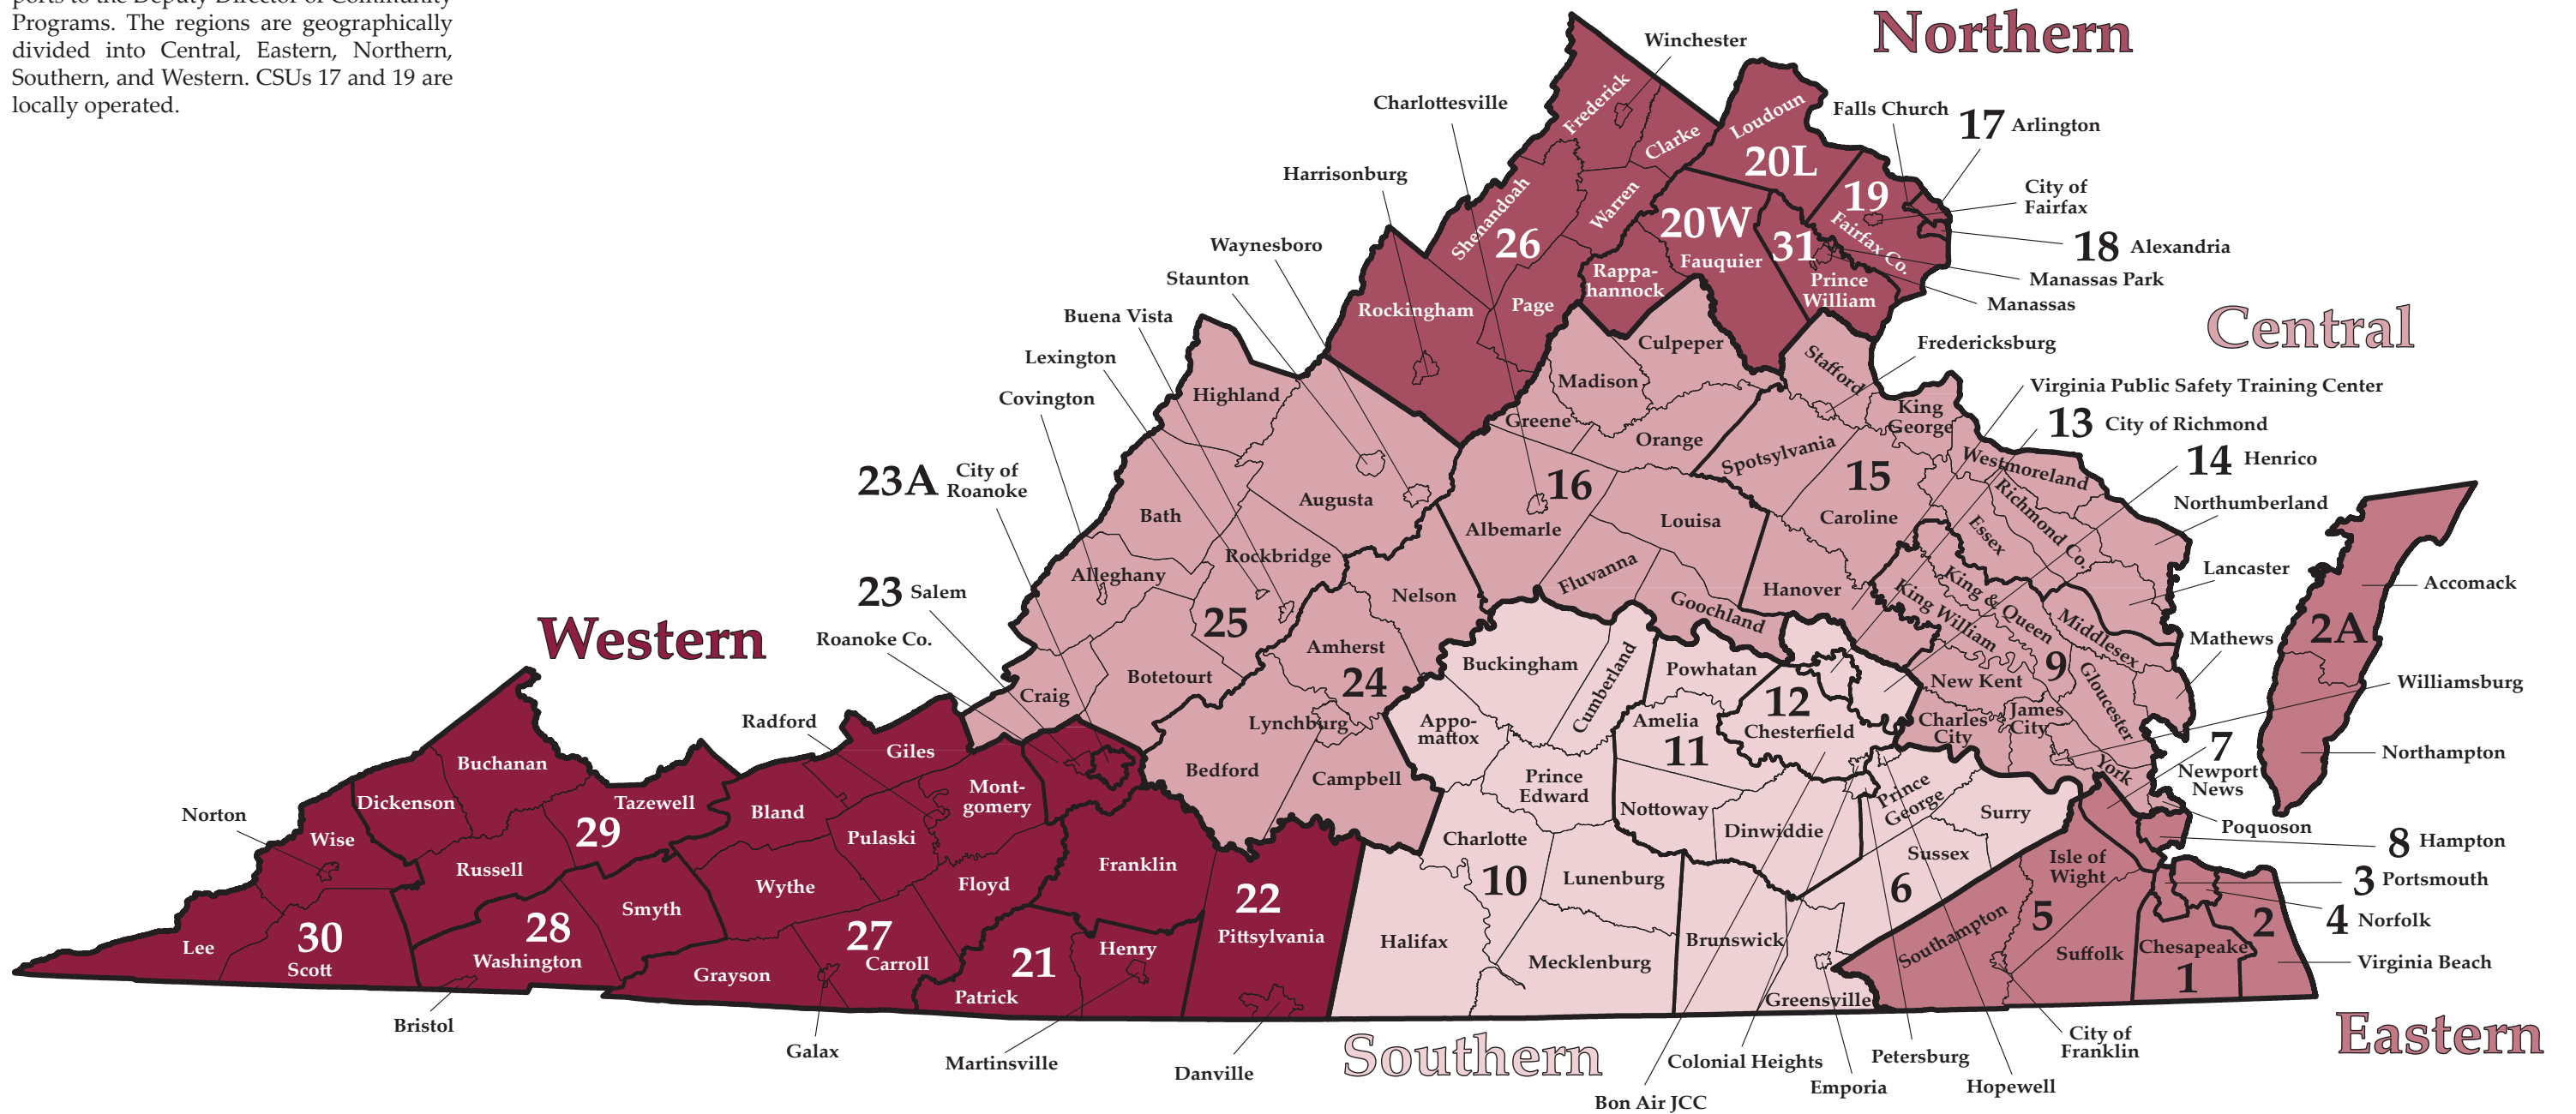 ports to the Deputy Director of Community
Programs. The regions are geographically
divided into Central, Eastern, Northern,
Southern, and Western. CSUs 17 and 19 are
locally operated.
Northern
Winchester
Charlottesville
Frederick
Clarke
Loudoun
20L
Falls Church
17 Arlington
Harrisonburg
Shenandoah
Warren
26
20W
Fauquier
19
Fairfax Co.
City of
Fairfax
18 Alexandria
31
Prince
William
Manassas Park
Manassas
Waynesboro
Staunton
Buena Vista
Lexington
Covington
Rockingham
Page
Rappa-
hannock
Central
Culpeper
Madison
Stafford
Fredericksburg
Virginia Public Safety Training Center
13 City of Richmond
14 Henrico
Highland
Greene
Orange
Spotsylvania
King
George
Westmoreland
Northumberland
23A City of
Roanoke
Augusta
16
Albemarle
Louisa
15
Caroline
Richmond Co.
Essex
Bath
Rockbridge
Alleghany
Fluvanna
Goochland
Hanover
King William
King & Queen
Lancaster
Accomack
23 Salem
Roanoke Co.
25
Nelson
Amherst
24
Middlesex
Mathews
2A
Western
Buckingham
Cumberland
Powhatan
9
Gloucester
Williamsburg
Craig
Botetourt
Lynchburg
Appo-
mattox
Amelia
11
12
Chesterfield
New Kent
Charles
City
James
City
York
7
Newport
News
Northampton
Radford
Giles
Bedford
Campbell
Prince
Edward
Nottoway
Dinwiddie
Prince
George
Surry
Sussex
Poquoson
8 Hampton
Buchanan
Dickenson
Tazewell
29
Bland
Mont-
gomery
Pulaski
Norton
Wise
Russell
Wythe
Floyd
Franklin
Charlotte
10
Lunenburg
6
Isle of
Wight
3 Portsmouth
4 Norfolk
Lee
30
Scott
28
Washington
Smyth
27
Carroll
Grayson
21
Henry
Patrick
22
Pittsylvania
Halifax
Mecklenburg
Brunswick
Greensville
Southampton
5
Suffolk
Chesapeake
1
2
Virginia Beach
Bristol
Galax
Martinsville
Danville
Southern
Bon Air JCC
Colonial Heights
Emporia
Petersburg
Hopewell
City of
Franklin
Eastern